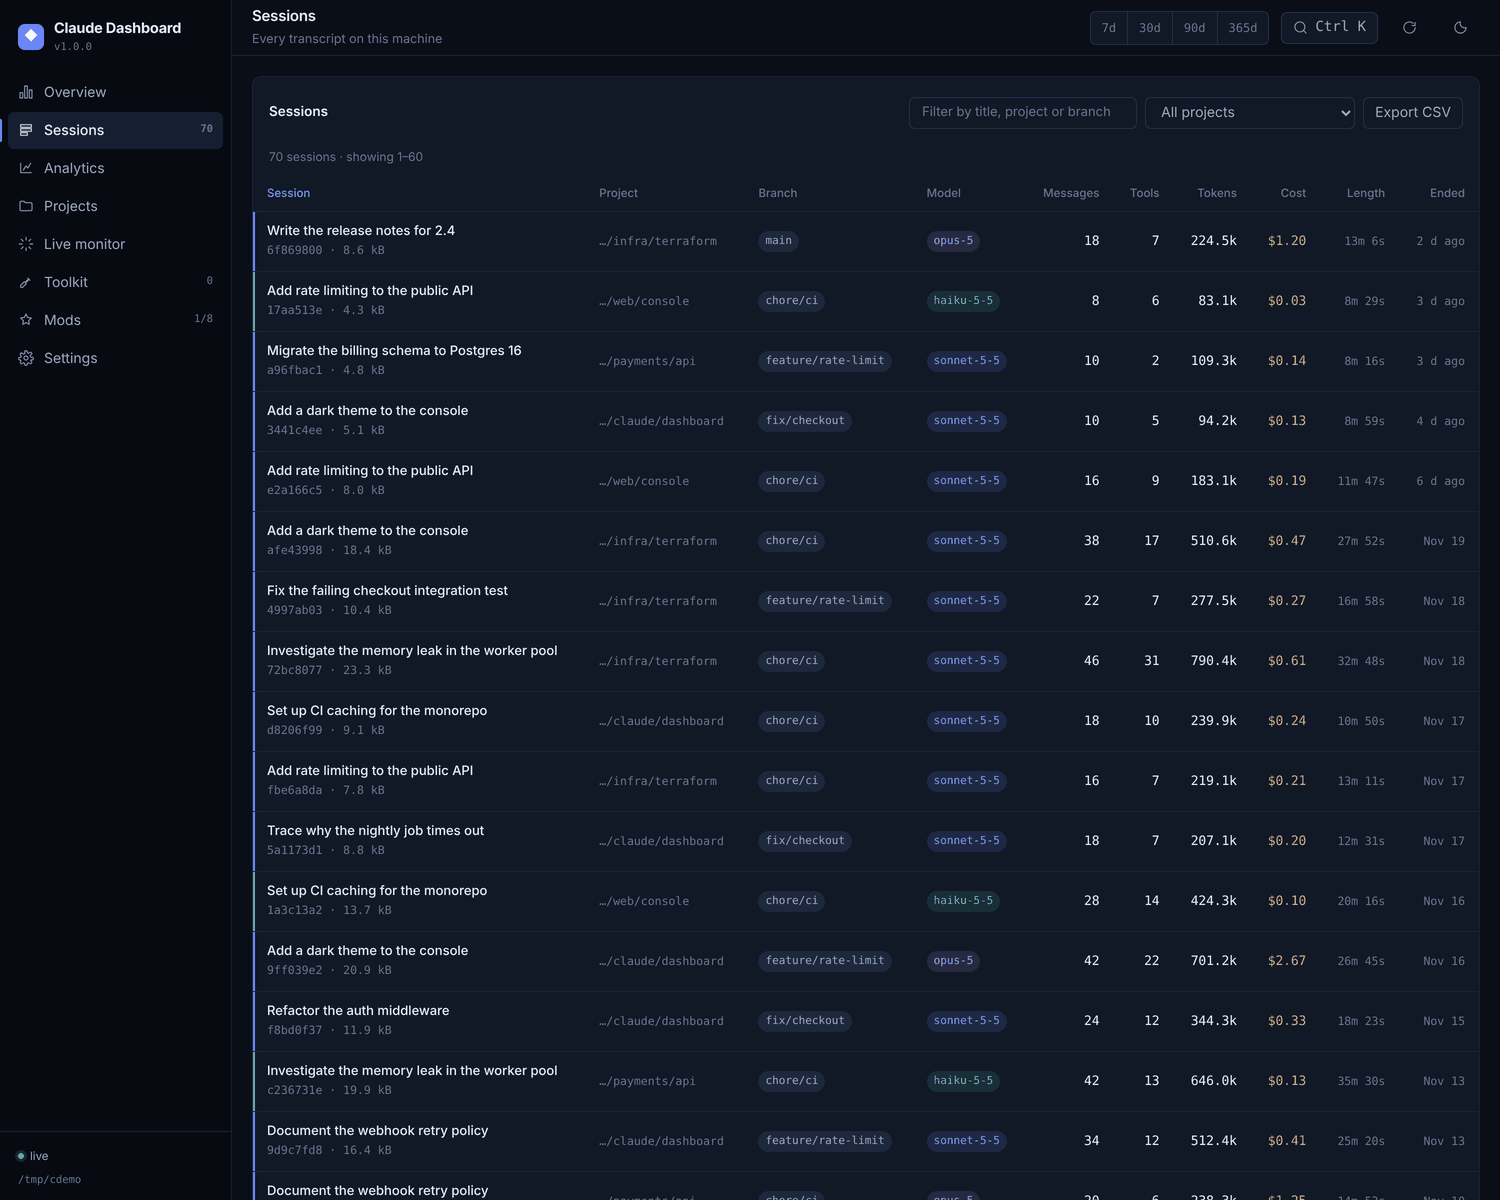 Claude Dashboard
v1.0.0
Overview
Sessions 70
Analytics
Projects
Live monitor
Toolkit 0
Mods 1/8
Settings
live
/tmp/cdemo
Sessions
Every transcript on this machine
7d 30d 90d 365d Ctrl K
Sessions
Filter by title, project or branch All projects Export CSV
70 sessions · showing 1–60
Session Project Branch Model Messages Tools Tokens Cost Length Ended
Write the release notes for 2.4
6f869800 · 8.6 kB
…/infra/terraform main opus-5 18 7 224.5k $1.20 13m 6s 2 d ago
Add rate limiting to the public API
17aa513e · 4.3 kB
…/web/console chore/ci haiku-5-5 8 6 83.1k $0.03 8m 29s 3 d ago
Migrate the billing schema to Postgres 16
a96fbac1 · 4.8 kB
…/payments/api feature/rate-limit sonnet-5-5 10 2 109.3k $0.14 8m 16s 3 d ago
Add a dark theme to the console
3441c4ee · 5.1 kB
…/claude/dashboard fix/checkout sonnet-5-5 10 5 94.2k $0.13 8m 59s 4 d ago
Add rate limiting to the public API
e2a166c5 · 8.0 kB
…/web/console chore/ci sonnet-5-5 16 9 183.1k $0.19 11m 47s 6 d ago
Add a dark theme to the console
afe43998 · 18.4 kB
…/infra/terraform chore/ci sonnet-5-5 38 17 510.6k $0.47 27m 52s Nov 19
Fix the failing checkout integration test
4997ab03 · 10.4 kB
…/infra/terraform feature/rate-limit sonnet-5-5 22 7 277.5k $0.27 16m 58s Nov 18
Investigate the memory leak in the worker pool
72bc8077 · 23.3 kB
…/infra/terraform chore/ci sonnet-5-5 46 31 790.4k $0.61 32m 48s Nov 18
Set up CI caching for the monorepo
d8206f99 · 9.1 kB
…/claude/dashboard chore/ci sonnet-5-5 18 10 239.9k $0.24 10m 50s Nov 17
Add rate limiting to the public API
fbe6a8da · 7.8 kB
…/infra/terraform chore/ci sonnet-5-5 16 7 219.1k $0.21 13m 11s Nov 17
Trace why the nightly job times out
5a1173d1 · 8.8 kB
…/claude/dashboard fix/checkout sonnet-5-5 18 7 207.1k $0.20 12m 31s Nov 17
Set up CI caching for the monorepo
1a3c13a2 · 13.7 kB
…/web/console chore/ci haiku-5-5 28 14 424.3k $0.10 20m 16s Nov 16
Add a dark theme to the console
9ff039e2 · 20.9 kB
…/claude/dashboard feature/rate-limit opus-5 42 22 701.2k $2.67 26m 45s Nov 16
Refactor the auth middleware
f8bd0f37 · 11.9 kB
…/claude/dashboard fix/checkout sonnet-5-5 24 12 344.3k $0.33 18m 23s Nov 15
Investigate the memory leak in the worker pool
c236731e · 19.9 kB
…/payments/api chore/ci haiku-5-5 42 13 646.0k $0.13 35m 30s Nov 13
Document the webhook retry policy
9d9c7fd8 · 16.4 kB
…/claude/dashboard feature/rate-limit sonnet-5-5 34 12 512.4k $0.41 25m 20s Nov 13
Document the webhook retry policy